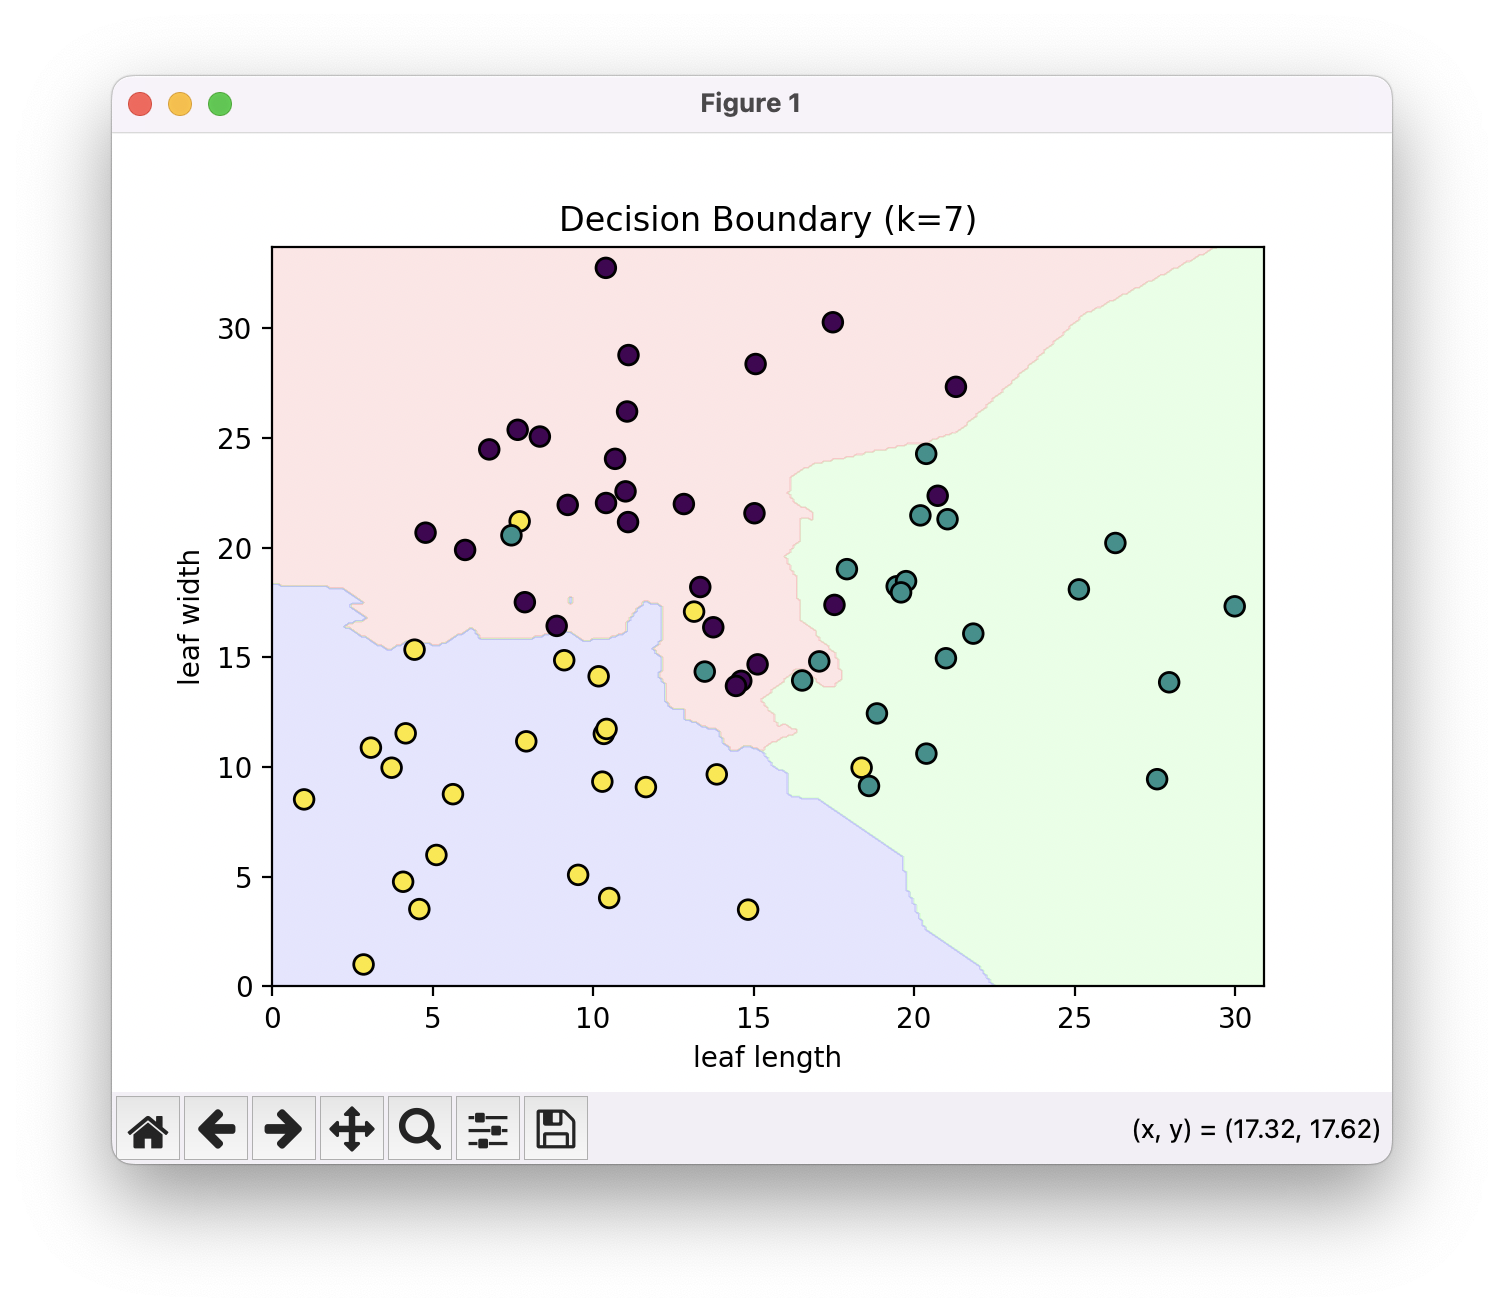 Figure 1
Decision Boundary (k=7)
30
25
20
15
10
5
0
leaf width
0 5 10 15 20 25 30
leaf length
(x, y) = (17.32, 17.62)